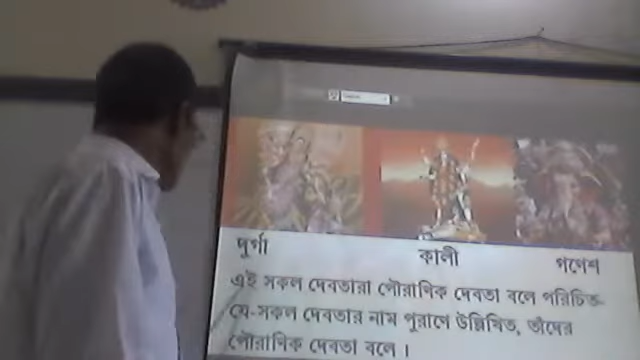 দুর্গা কালী গণেশ
এই সকল দেবতারা পৌরাণিক দেবতা বলে পরিচিত-
যে-সকল দেবতার নাম পুরাণে উল্লিখিত, তাঁদের
পৌরাণিক দেবতা বলে ।